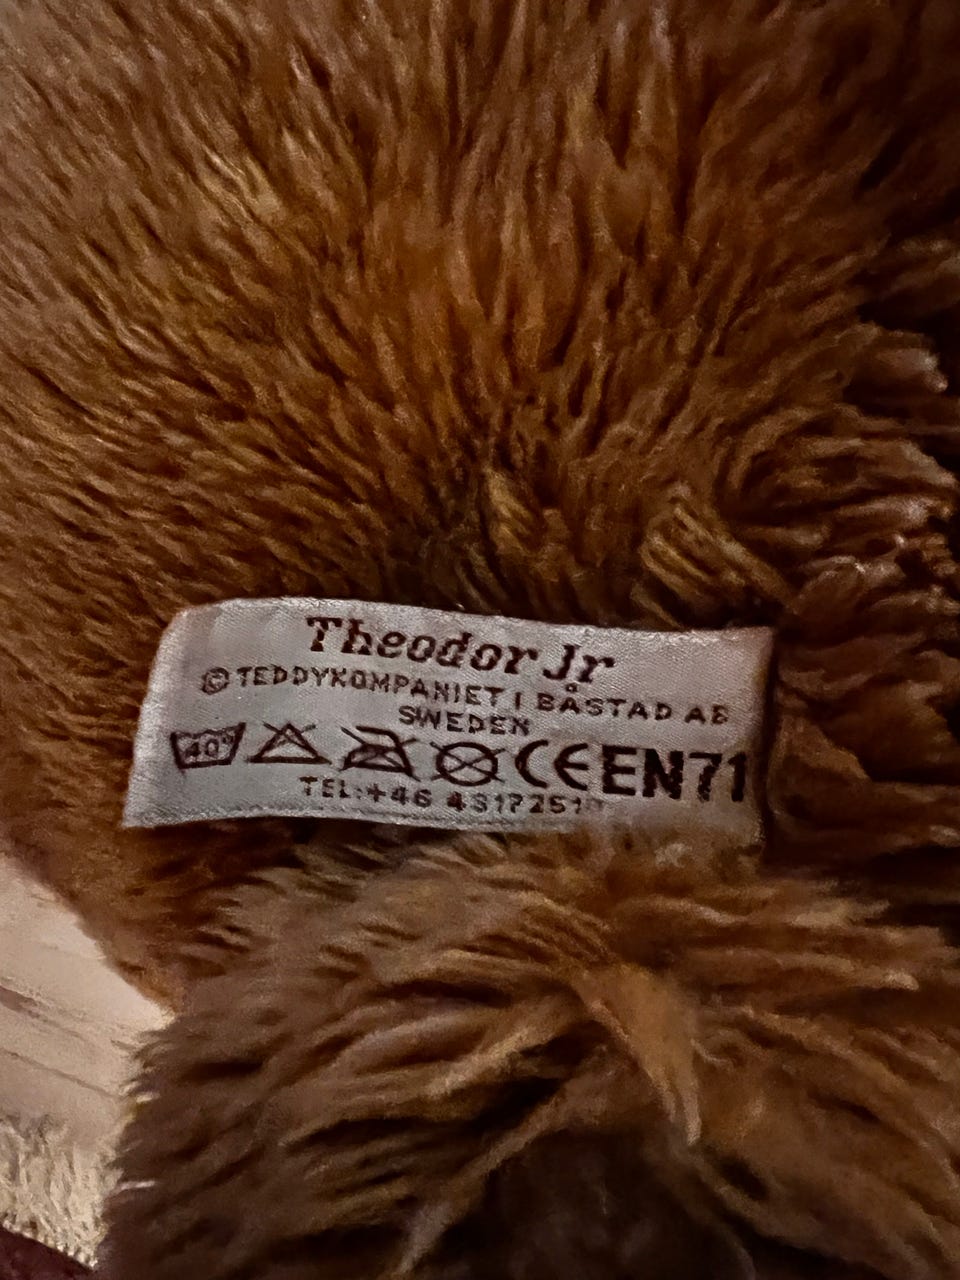 Theodor Jr
© TEDDYKOMPANIET I BÅSTAD AB
SWEDEN
40° CE EN71
TEL:+46